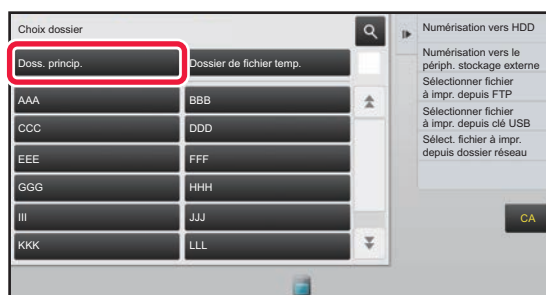 Choix dossier
Doss. princip.
Dossier de fichier temp.
AAA
BBB
CCC
DDD
EEE
FFF
GGG
HHH
III
JJJ
KKK
LLL
Numérisation vers HDD
Numérisation vers le
périph. stockage externe
Sélectionner fichier
à impr. depuis FTP
Sélectionner fichier
à impr. depuis clé USB
Sélect. fichier à impr.
depuis dossier réseau
CA